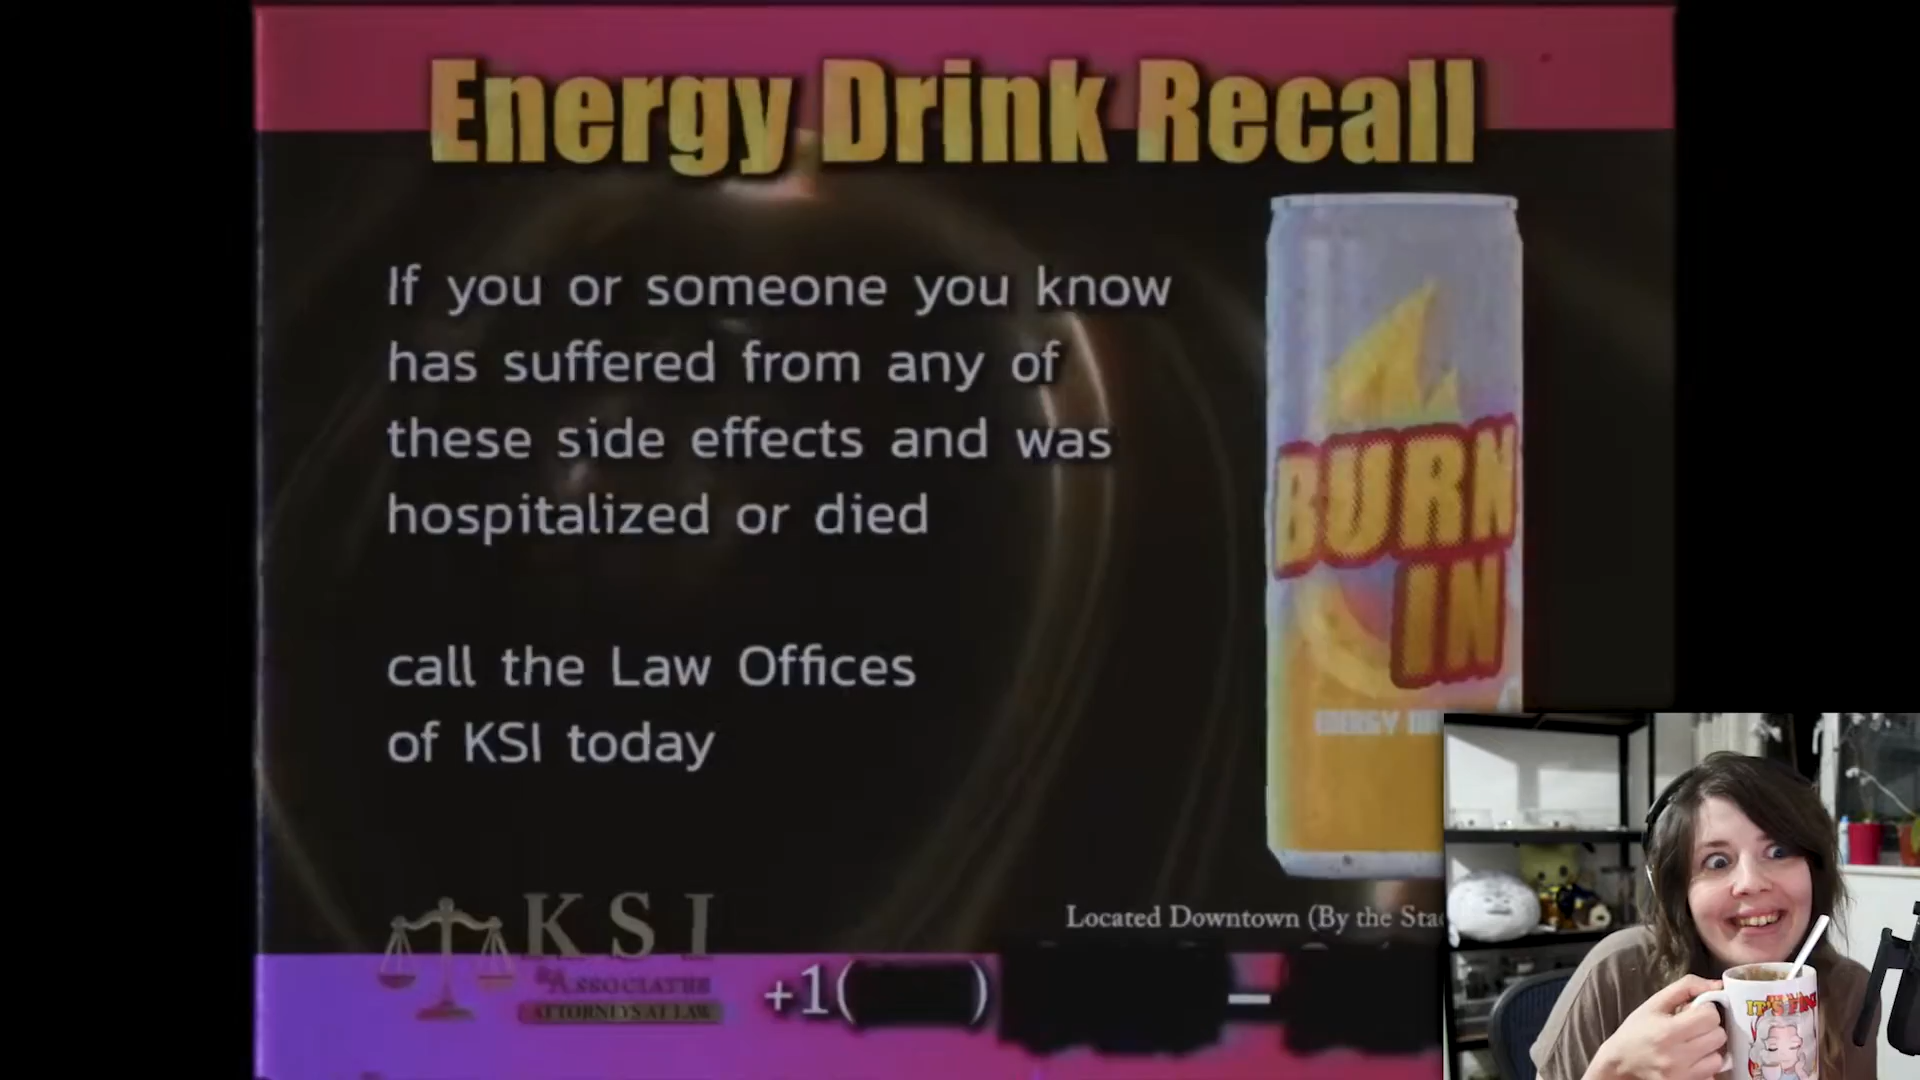 Energy Drink Recall
If you or someone you know
has suffered from any of
these side effects and was
hospitalized or died
call the Law Offices
of KSI today
BURN
IN
ENERGY
Located Downtown (By the
KSI
& ASSOCIATES
ATTORNEYS AT LAW
+1( ) –
IT'S